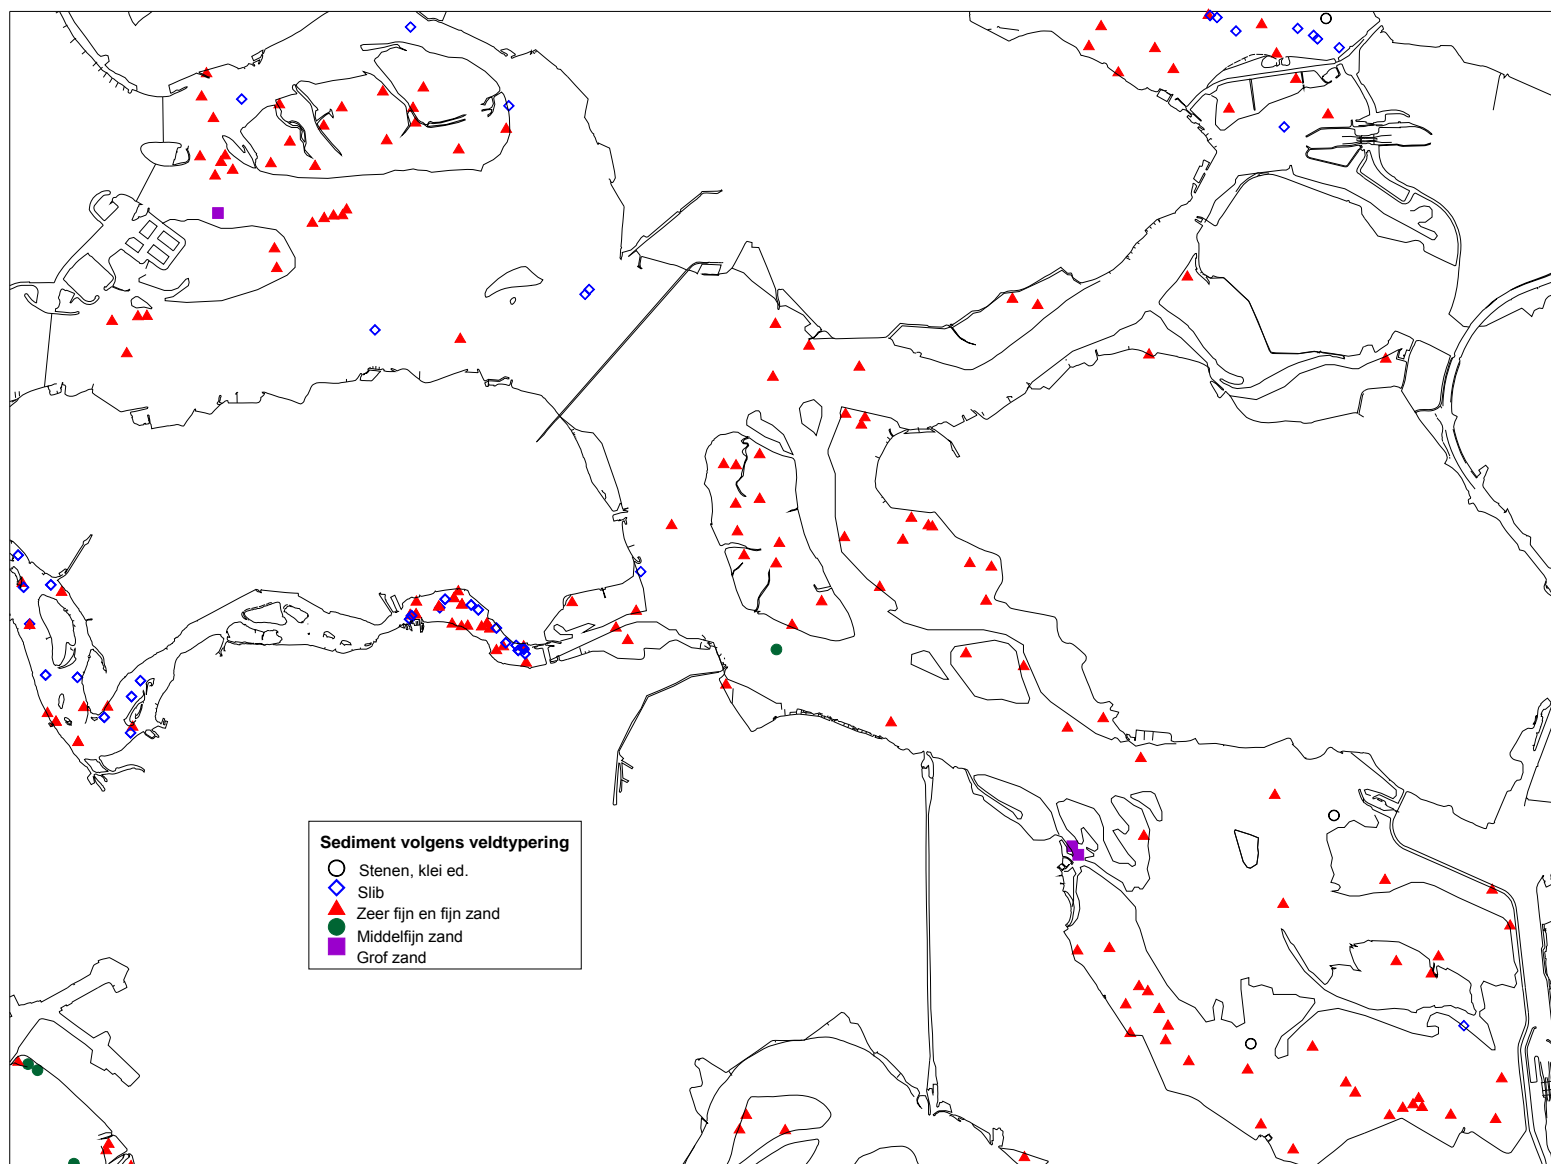 Sediment volgens veldtypering
Stenen, klei ed.
Slib
Zeer fijn en fijn zand
Middelfijn zand
Grof zand